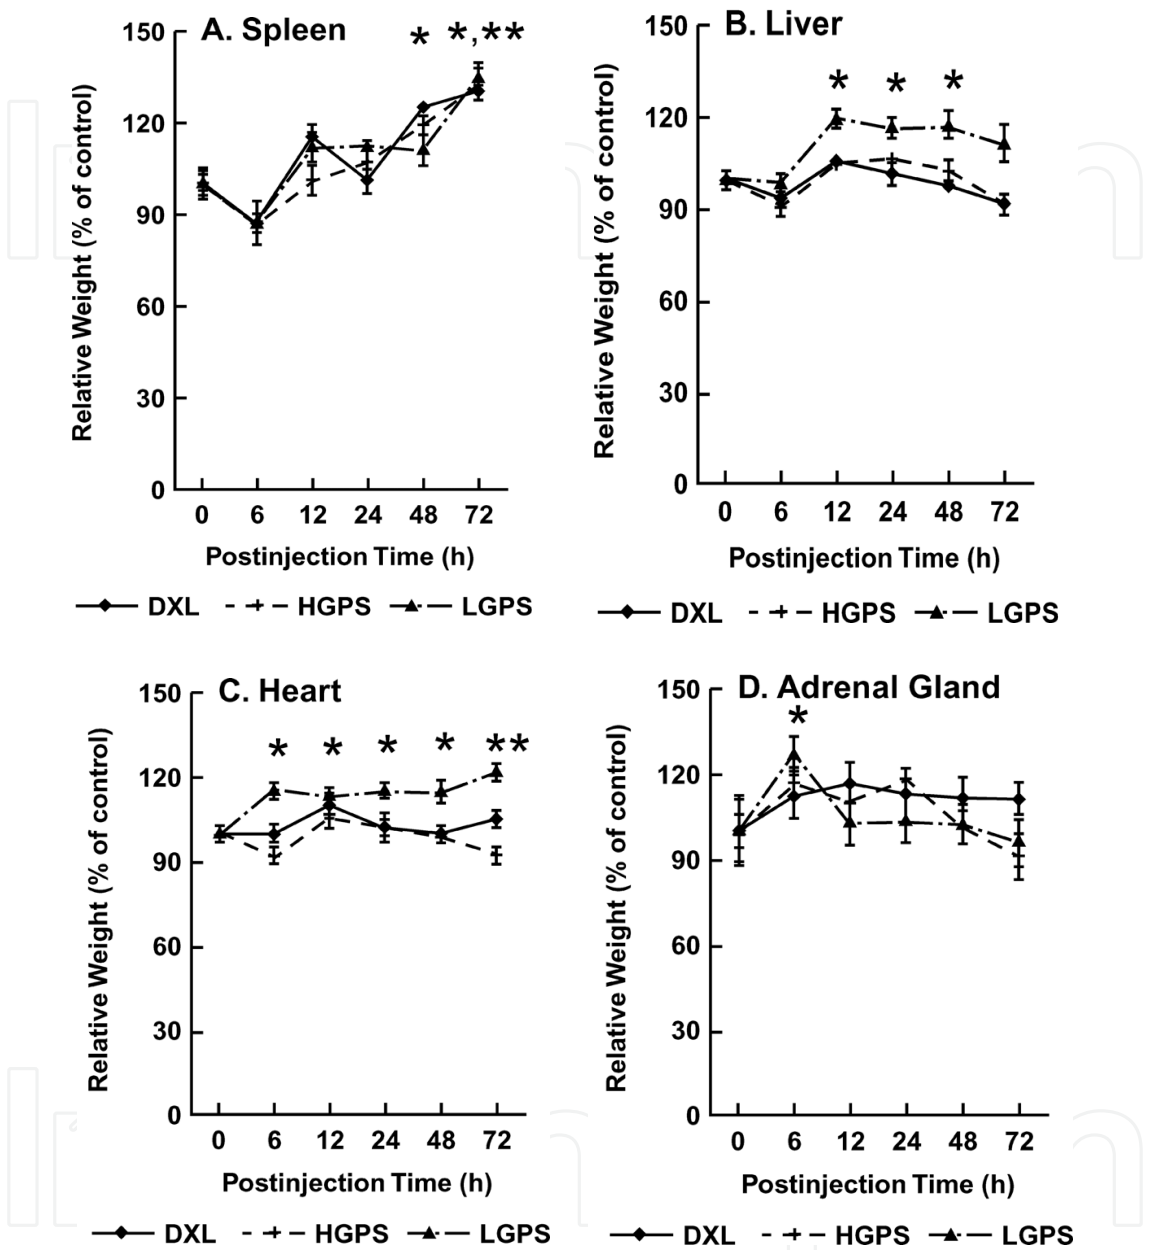 A. Spleen
* *,**
150
120
90
60
30
0
Relative Weight (% of control)
0 6 12 24 48 72
Postinjection Time (h)
DXL HGPS LGPS
B. Liver
* * *
150
120
90
60
30
0
Relative Weight (% of control)
0 6 12 24 48 72
Postinjection Time (h)
DXL HGPS LGPS
C. Heart
* * * * **
150
120
90
60
30
0
Relative Weight (% of control)
0 6 12 24 48 72
Postinjection Time (h)
DXL HGPS LGPS
D. Adrenal Gland
*
150
120
90
60
30
0
Relative Weight (% of control)
0 6 12 24 48 72
Postinjection Time (h)
DXL HGPS LGPS